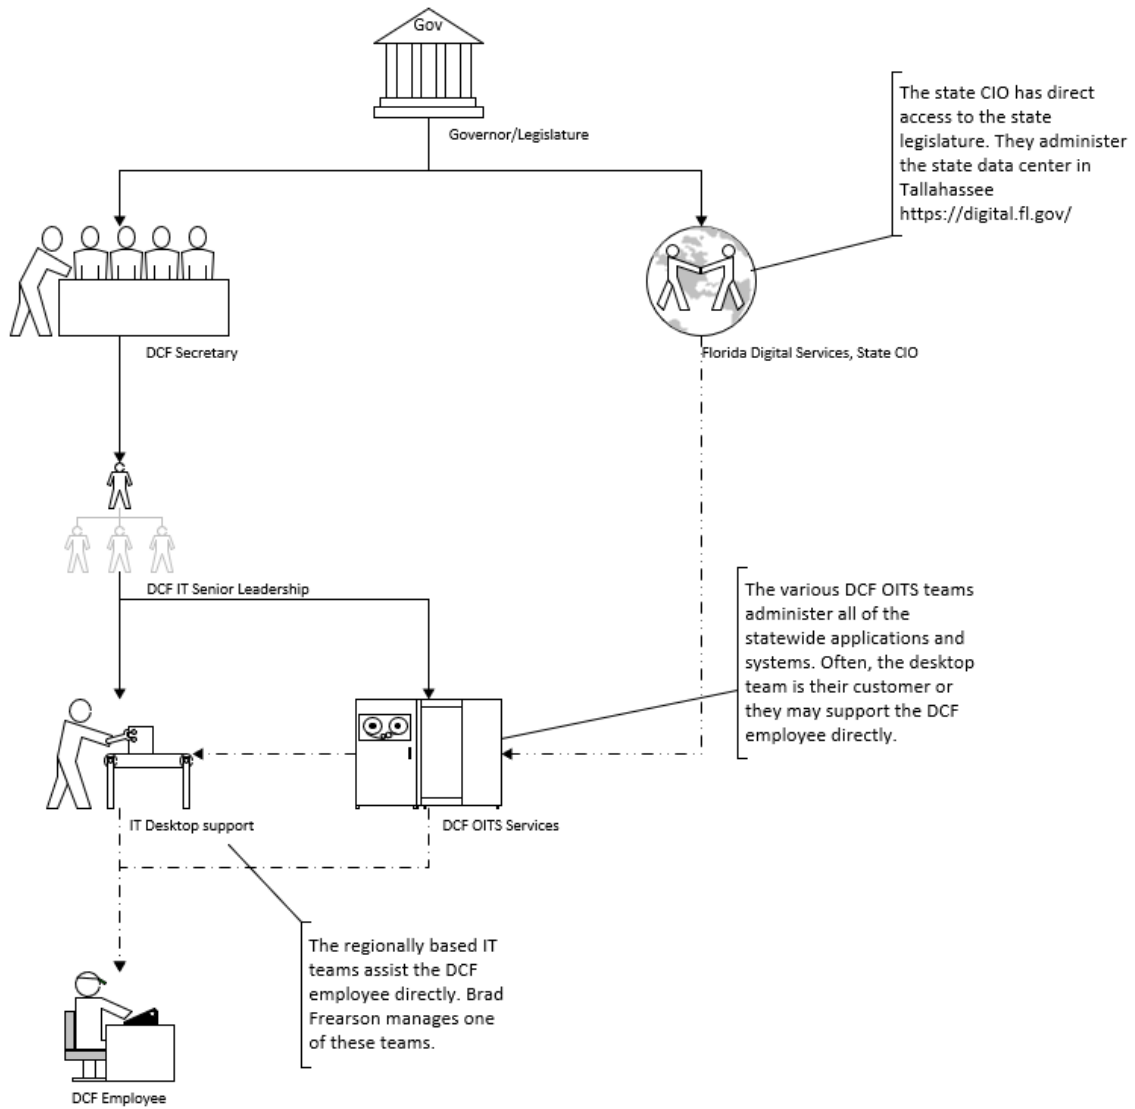 Gov
Governor/Legislature
The state CIO has direct
access to the state
legislature. They administer
the state data center in
Tallahassee
https://digital.fl.gov/
DCF Secretary
Florida Digital Services, State CIO
DCF IT Senior Leadership
The various DCF OITS teams
administer all of the
statewide applications and
systems. Often, the desktop
team is their customer or
they may support the DCF
employee directly.
IT Desktop support
DCF OITS Services
The regionally based IT
teams assist the DCF
employee directly. Brad
Frearson manages one
of these teams.
DCF Employee